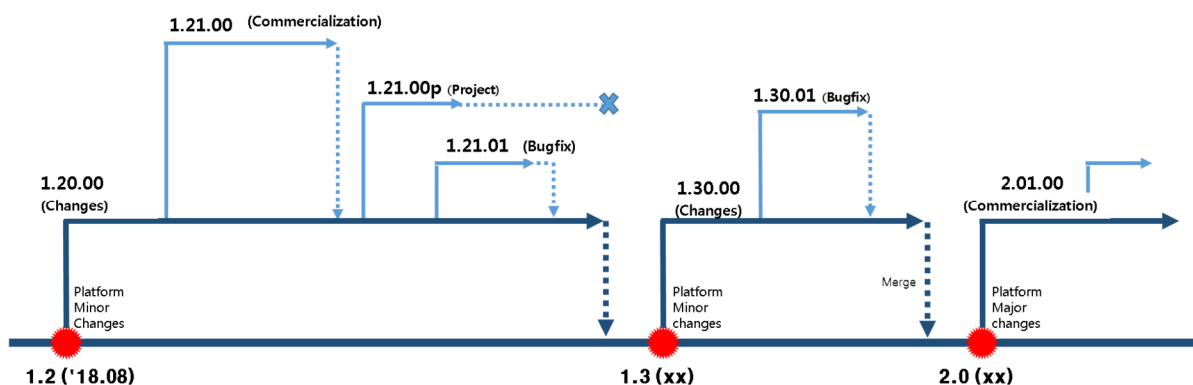 1.21.00 (Commercialization)
1.21.00p (Project)
1.30.01 (Bugfix)
1.21.01 (Bugfix)
1.20.00
(Changes)
1.30.00
(Changes)
2.01.00
(Commercialization)
Platform
Minor
Changes
Platform
Minor
changes
Merge
Platform
Major
changes
1.2 ('18.08)
1.3 (xx)
2.0 (xx)